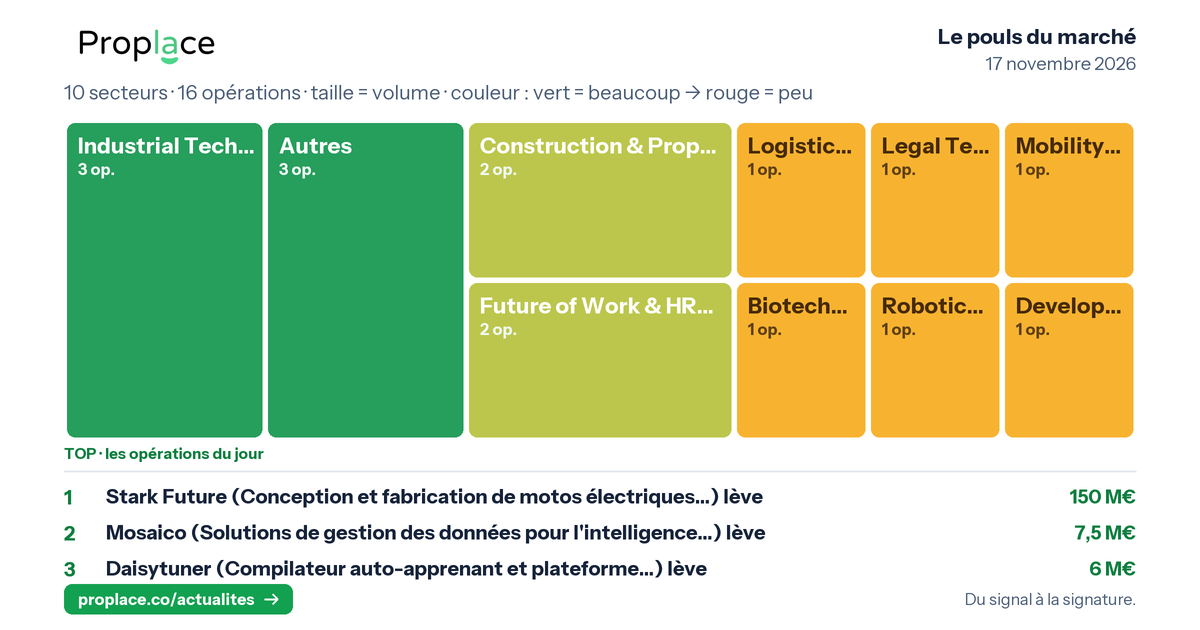 Proplace
Le pouls du marché
17 novembre 2026
10 secteurs · 16 opérations · taille = volume · couleur : vert = beaucoup → rouge = peu
Industrial Tech...
3 op.
Autres
3 op.
Construction & Prop...
2 op.
Logistic...
1 op.
Legal Te...
1 op.
Mobility...
1 op.
Future of Work & HR...
2 op.
Biotech...
1 op.
Robotic...
1 op.
Develop...
1 op.
TOP · les opérations du jour
1 Stark Future (Conception et fabrication de motos électriques...) lève 150 M€
2 Mosaico (Solutions de gestion des données pour l'intelligence...) lève 7,5 M€
3 Daisytuner (Compilateur auto-apprenant et plateforme...) lève 6 M€
proplace.co/actualites →
Du signal à la signature.